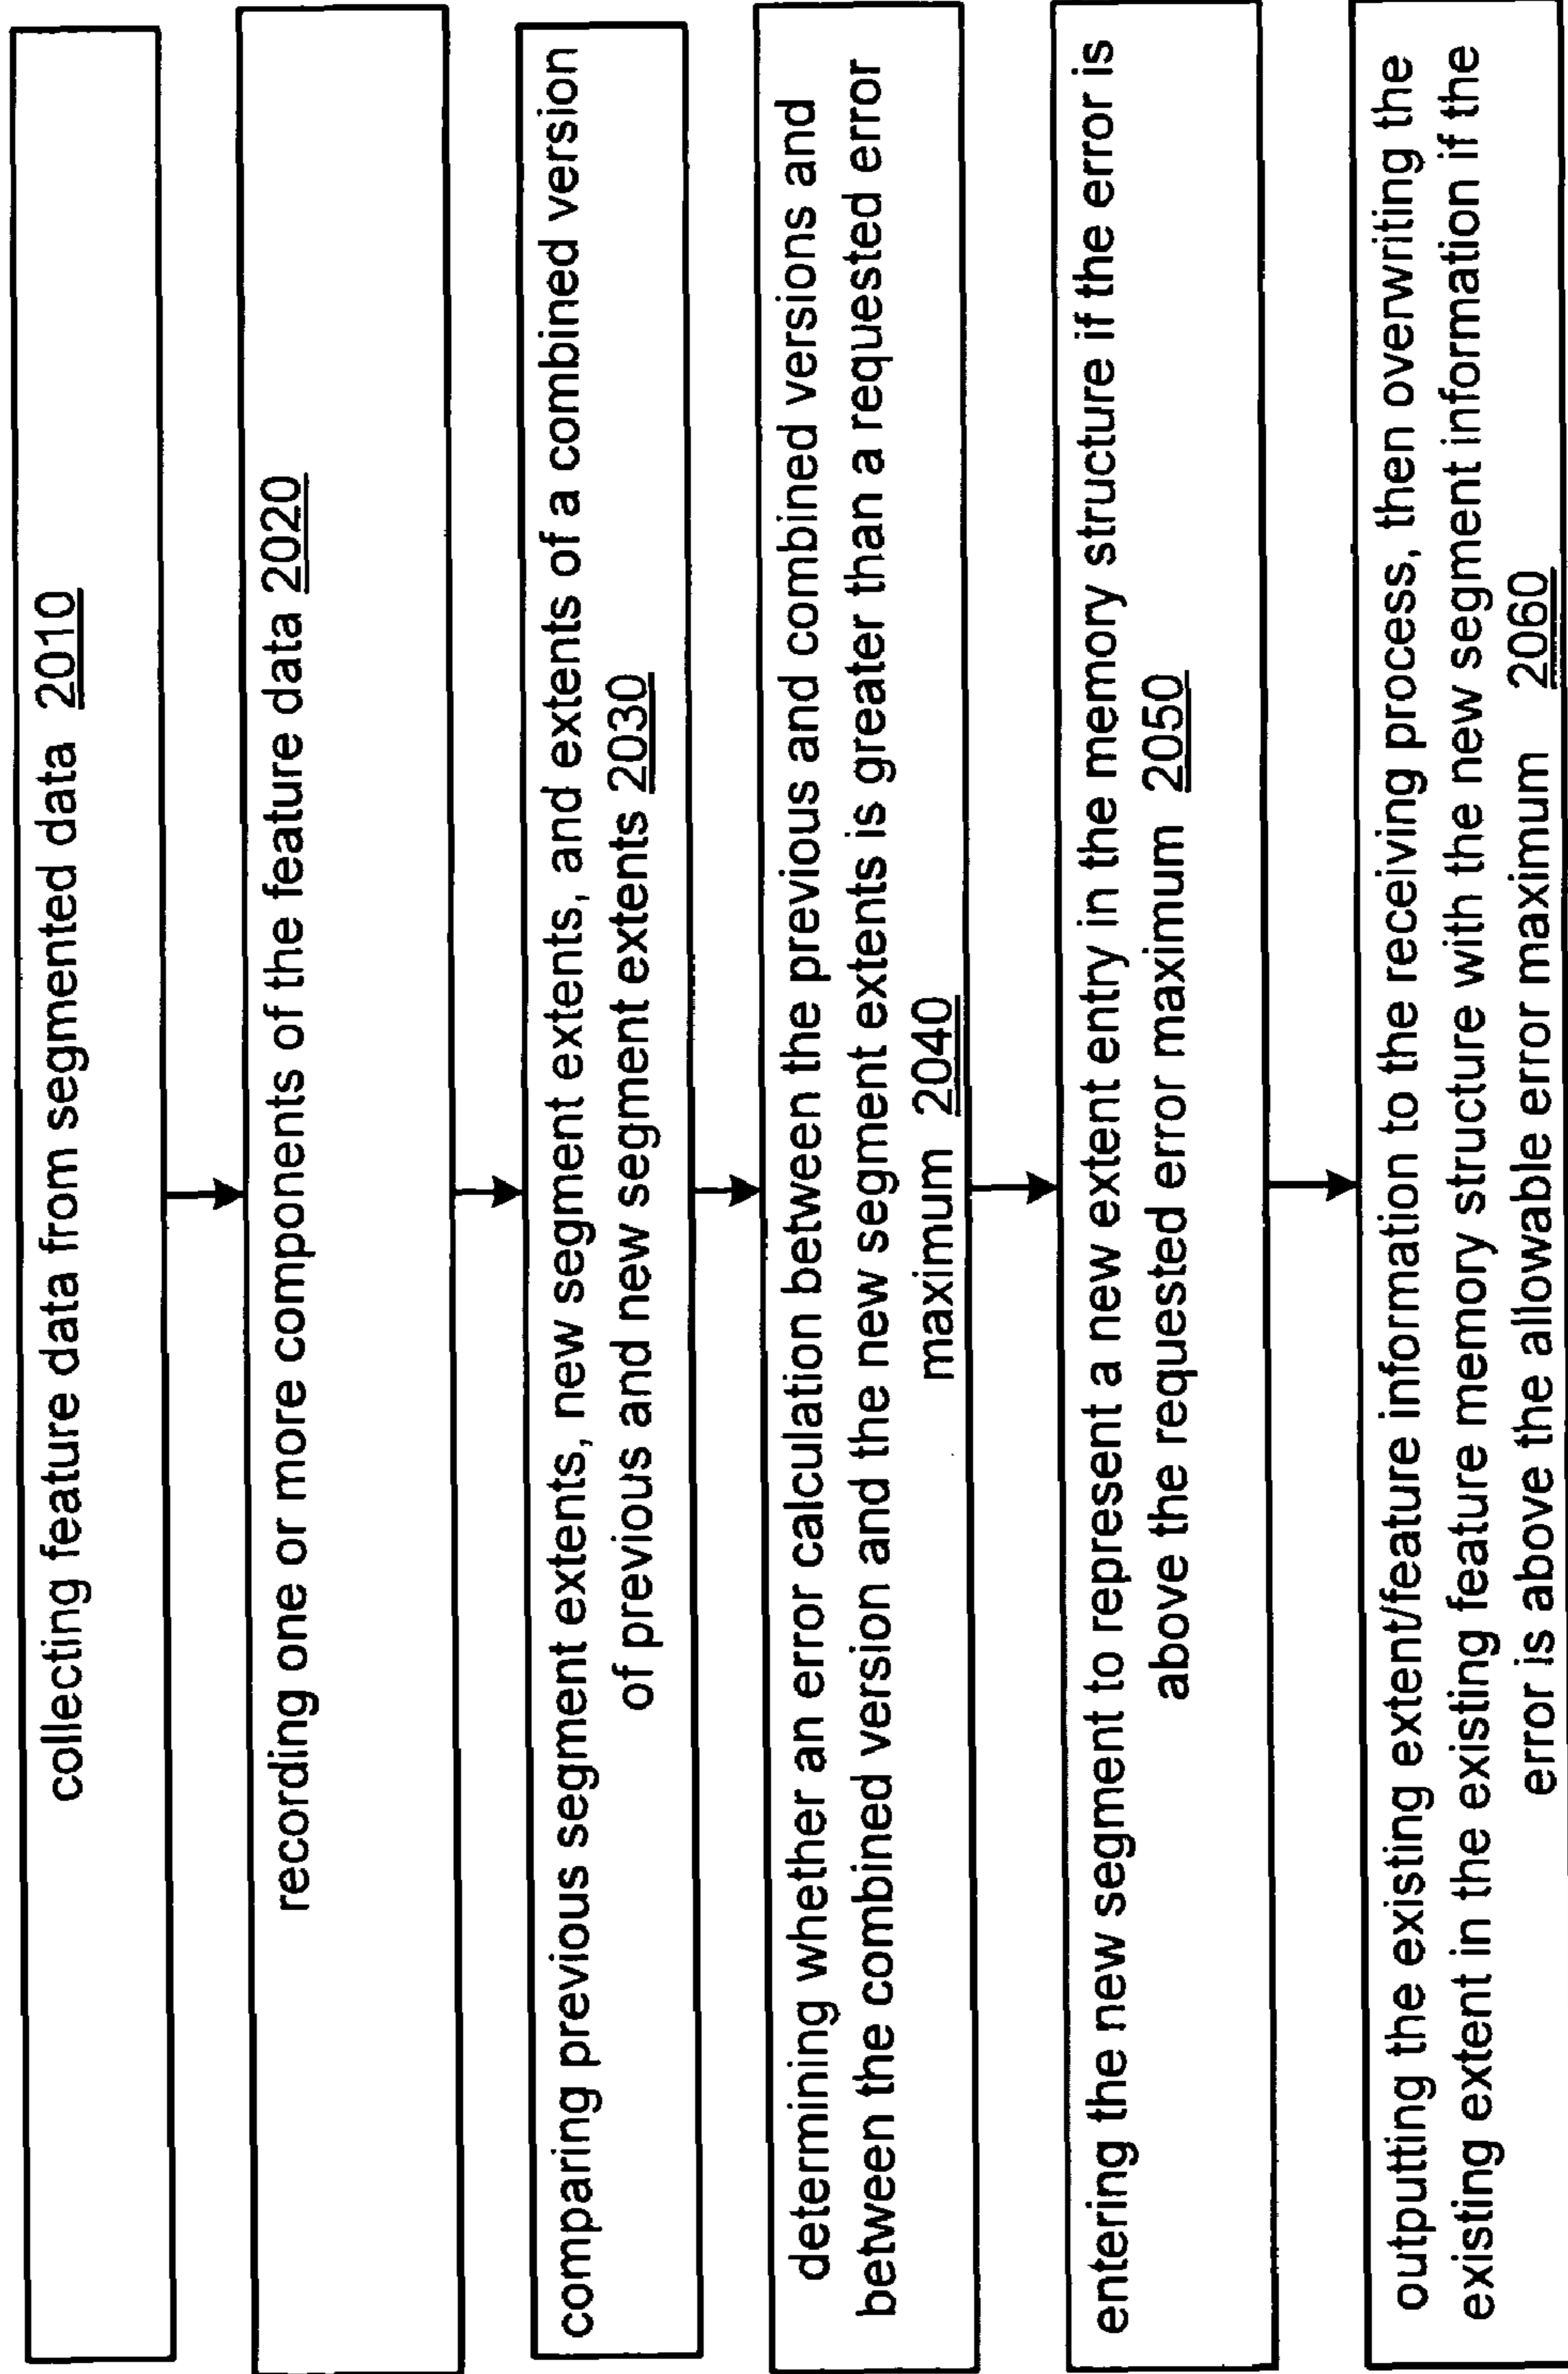 collecting feature data from segmented data 2010
recording one or more components of the feature data 2020
comparing previous segment extents, new segment extents, and extents of a combined version
of previous and new segment extents 2030
determining whether an error calculation between the previous and combined versions and
between the combined version and the new segment extents is greater than a requested error
maximum 2040
entering the new segment to represent a new extent entry in the memory structure if the error is
above the requested error maximum 2050
outputting the existing extent/feature information to the receiving process, then overwriting the
existing extent in the existing feature memory structure with the new segment information if the
error is above the allowable error maximum 2060